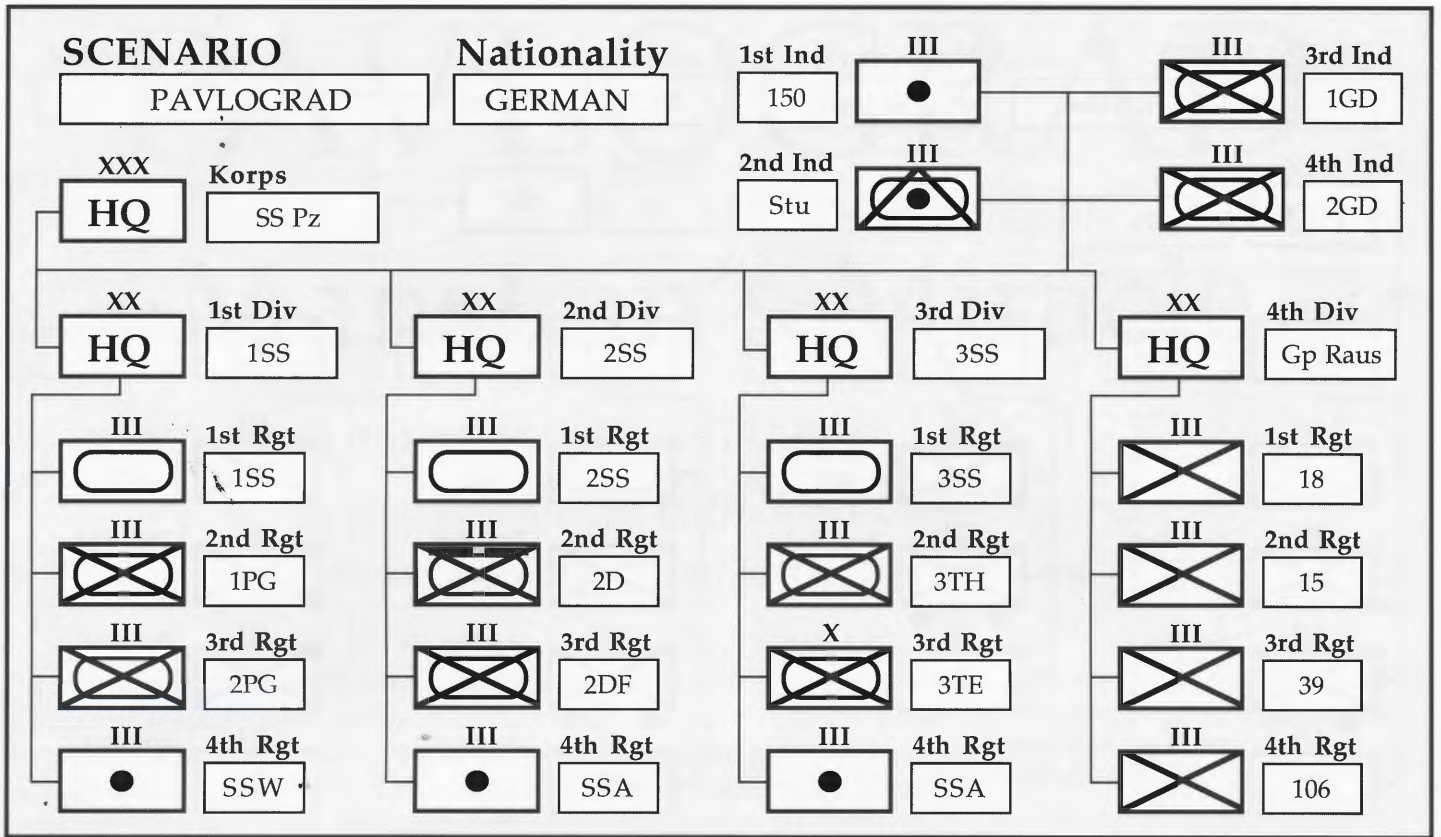 SCENARIO
PAVLOGRAD
Nationality
GERMAN
1st Ind
150
III
III
3rd Ind
1GD
2nd Ind
Stu
III
III
4th Ind
2GD
XXX
HQ
Korps
SS Pz
XX
HQ
1st Div
1SS
XX
HQ
2nd Div
2SS
XX
HQ
3rd Div
3SS
XX
HQ
4th Div
Gp Raus
III
1st Rgt
1SS
III
1st Rgt
2SS
III
1st Rgt
3SS
III
1st Rgt
18
III
2nd Rgt
1PG
III
2nd Rgt
2D
III
2nd Rgt
3TH
III
2nd Rgt
15
III
3rd Rgt
2PG
III
3rd Rgt
2DF
X
3rd Rgt
3TE
III
3rd Rgt
39
III
4th Rgt
SSW
III
4th Rgt
SSA
III
4th Rgt
SSA
III
4th Rgt
106